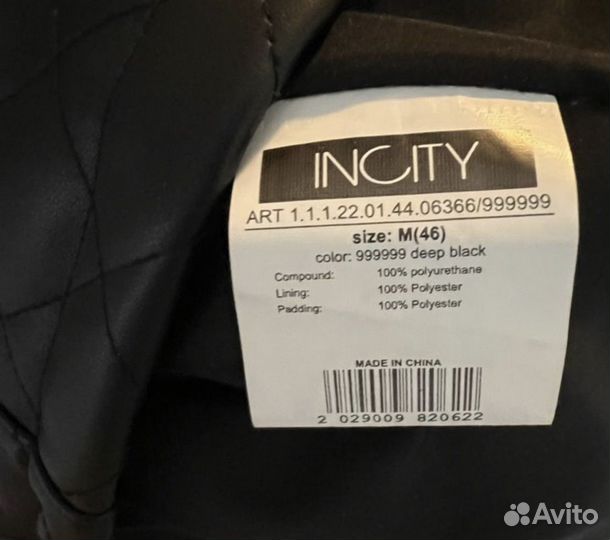 INCITY
ART 1.1.1.22.01.44.06366/999999
size: M(46)
color: 999999 deep black
Compound: 100% polyurethane
Lining: 100% Polyester
Padding: 100% Polyester
MADE IN CHINA
2 029009 820622
Avito